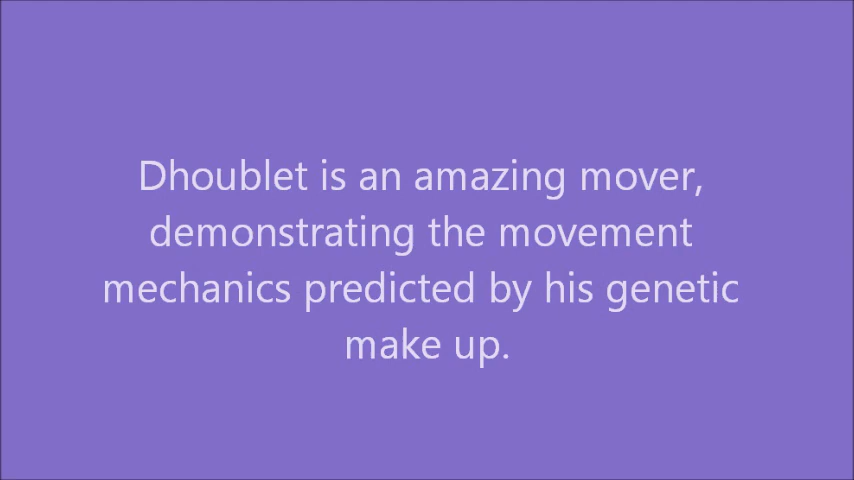 Dhoublet is an amazing mover,
demonstrating the movement
mechanics predicted by his genetic
make up.